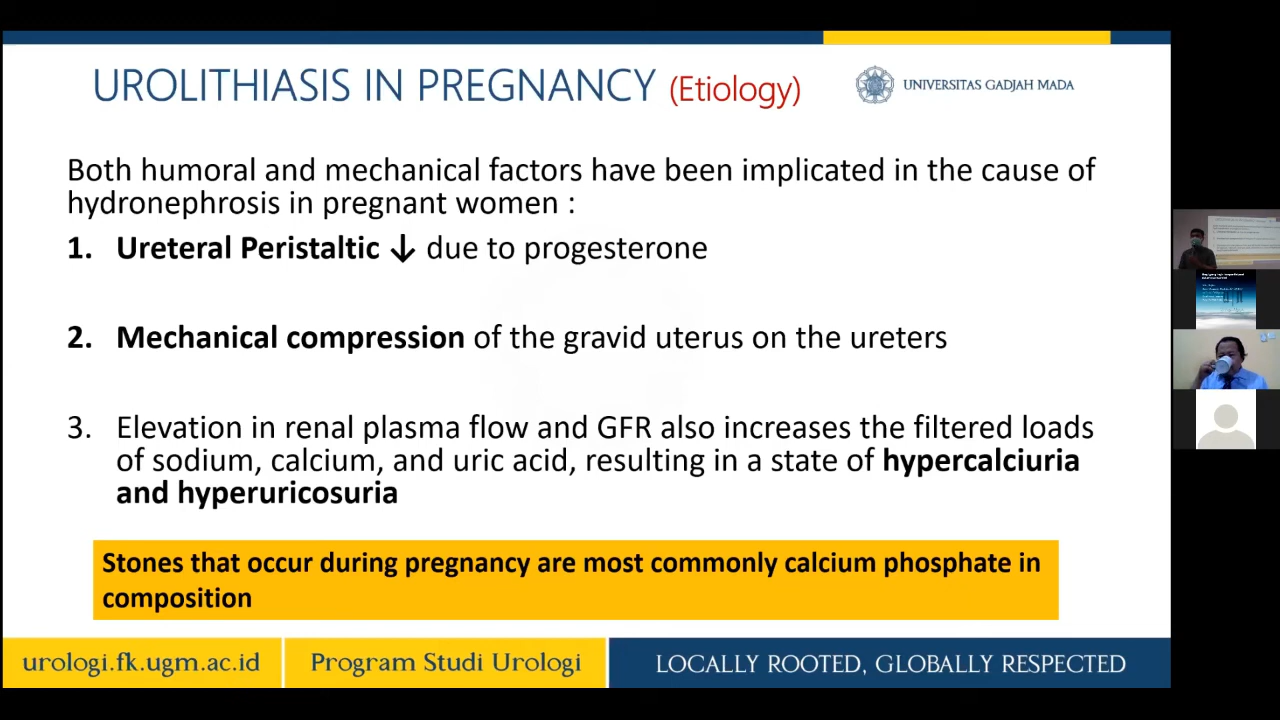 UROLITHIASIS IN PREGNANCY (Etiology)
UNIVERSITAS GADJAH MADA
Both humoral and mechanical factors have been implicated in the cause of
hydronephrosis in pregnant women :
1. Ureteral Peristaltic ↓ due to progesterone
2. Mechanical compression of the gravid uterus on the ureters
3. Elevation in renal plasma flow and GFR also increases the filtered loads
of sodium, calcium, and uric acid, resulting in a state of hypercalciuria
and hyperuricosuria
Stones that occur during pregnancy are most commonly calcium phosphate in
composition
urologi.fk.ugm.ac.id
Program Studi Urologi
LOCALLY ROOTED, GLOBALLY RESPECTED